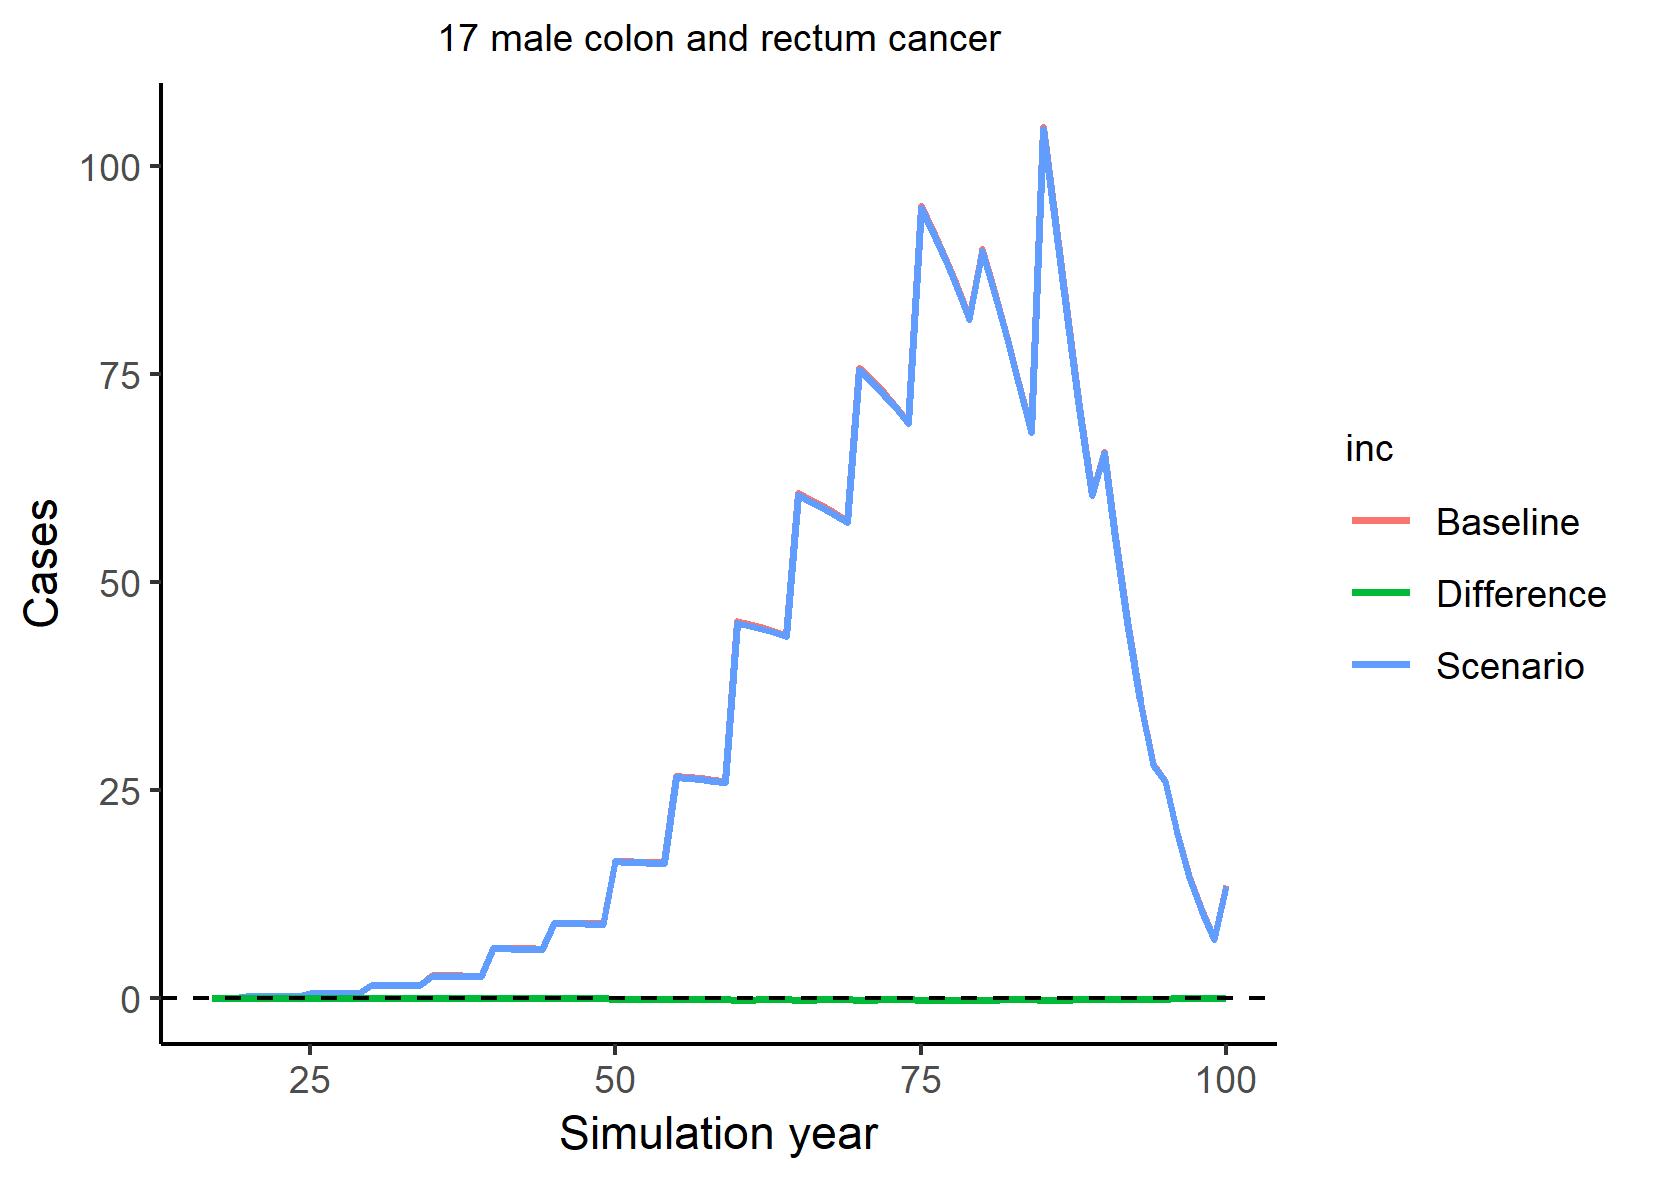 17 male colon and rectum cancer
Cases
100
75
50
25
0
25 50 75 100
Simulation year
inc
Baseline
Difference
Scenario